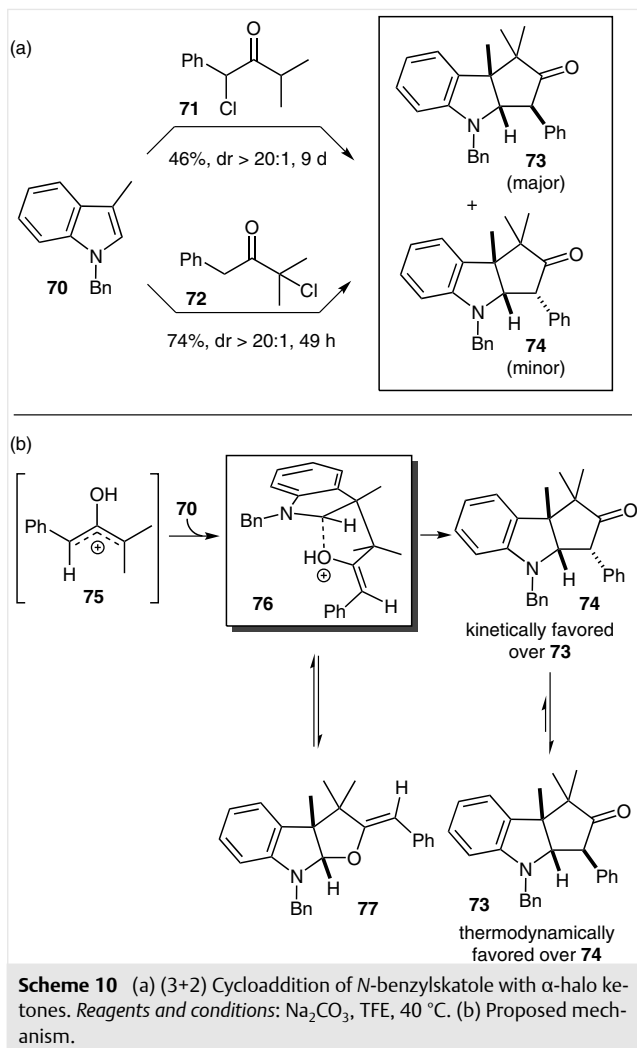 (a)
O
Ph
Cl
71
46%, dr > 20:1, 9 d
N
70
Bn
O
Ph
72
Cl
74%, dr > 20:1, 49 h
O
N
H
Ph
Bn
73
(major)
+
O
N
H
Ph
Bn
74
(minor)
(b)
OH
Ph
⊕
H
75
70
Bn
N
H
HO
⊕
H
Ph
76
O
N
H
Ph
Bn
74
kinetically favored
over 73
H
Ph
O
N
H
Bn
77
O
N
H
Ph
Bn
73
thermodynamically
favored over 74
Scheme 10 (a) (3+2) Cycloaddition of N-benzylskatole with α-halo ke-
tones. Reagents and conditions: Na₂CO₃, TFE, 40 °C. (b) Proposed mech-
anism.